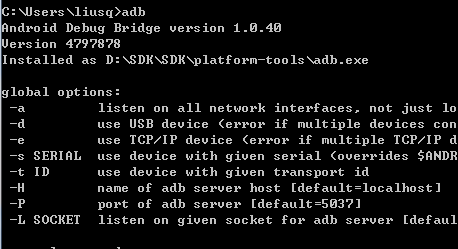 C:\Users\liusq>adb
Android Debug Bridge version 1.0.40
Version 4797878
Installed as D:\SDK\SDK\platform-tools\adb.exe
global options:
-a listen on all network interfaces, not just lo
-d use USB device (error if multiple devices con
-e use TCP/IP device (error if multiple TCP/IP d
-s SERIAL use device with given serial (overrides $ANDR
-t ID use device with given transport id
-H name of adb server host [default=localhost]
-P port of adb server [default=5037]
-L SOCKET listen on given socket for adb server [defaul